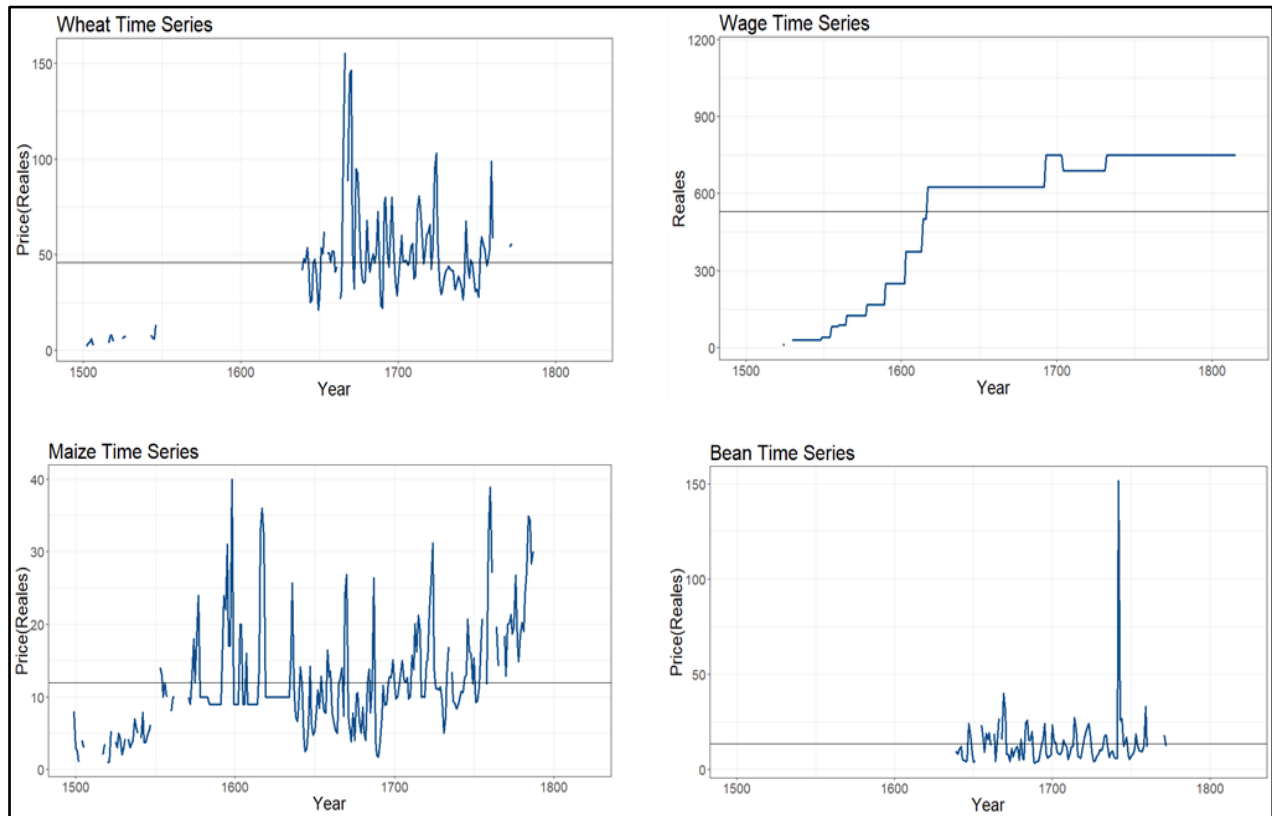 Wheat Time Series
150
100
50
0
Price(Reales)
1500
1600
1700
1800
Year
Wage Time Series
1200
900
600
300
0
Reales
1500
1600
1700
1800
Year
Maize Time Series
40
30
20
10
0
Price(Reales)
1500
1600
1700
1800
Year
Bean Time Series
150
100
50
0
Price(Reales)
1500
1600
1700
1800
Year